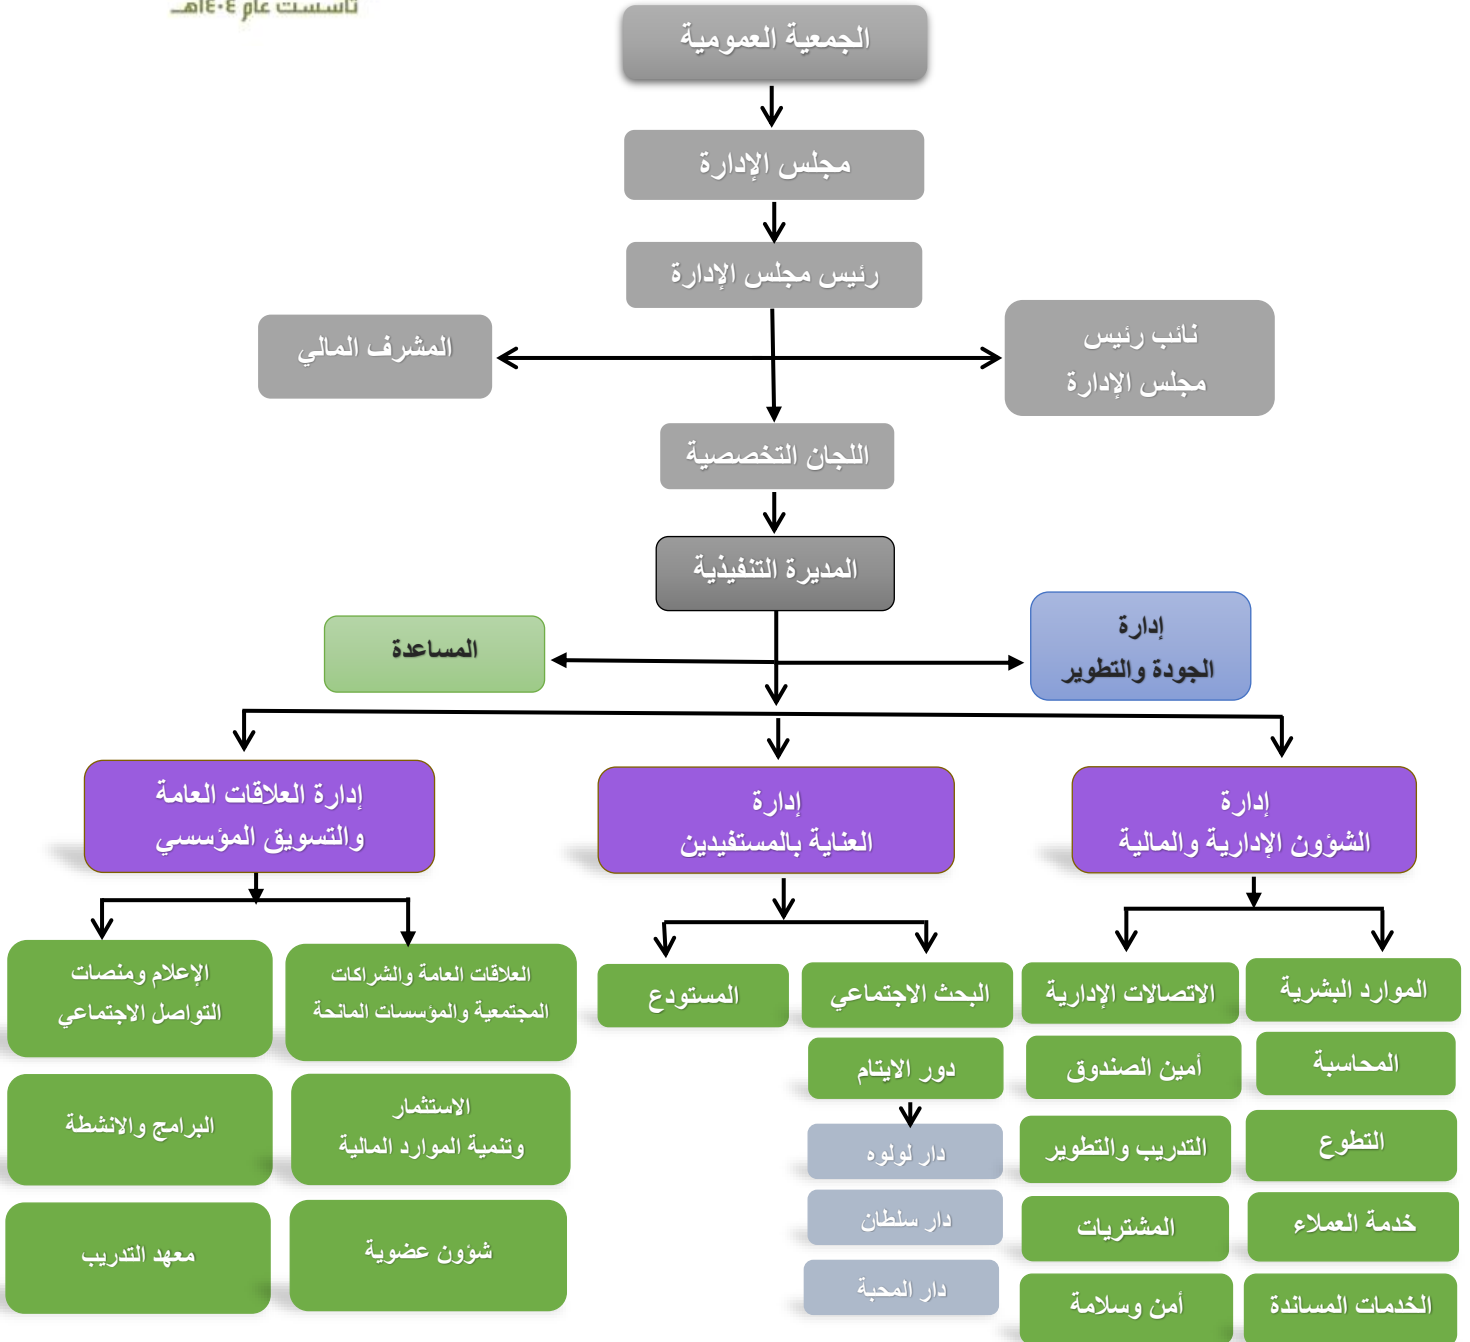 تأسست عام ١٤٠٤هـ
الجمعية العمومية
مجلس الإدارة
رئيس مجلس الإدارة
نائب رئيس
مجلس الإدارة
المشرف المالي
اللجان التخصصية
المديرة التنفيذية
إدارة
الجودة والتطوير
المساعدة
إدارة
الشؤون الإدارية والمالية
إدارة
العناية بالمستفيدين
إدارة العلاقات العامة
والتسويق المؤسسي
الموارد البشرية
الاتصالات الإدارية
المحاسبة
أمين الصندوق
التطوع
التدريب والتطوير
خدمة العملاء
المشتريات
الخدمات المساندة
أمن وسلامة
البحث الاجتماعي
المستودع
دور الايتام
دار لولوه
دار سلطان
دار المحبة
العلاقات العامة والشراكات
المجتمعية والمؤسسات المانحة
الإعلام ومنصات
التواصل الاجتماعي
الاستثمار
وتنمية الموارد المالية
البرامج والانشطة
شؤون عضوية
معهد التدريب